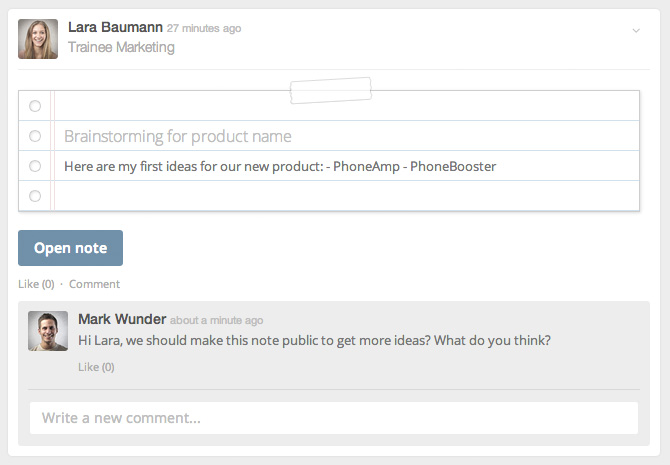 Lara Baumann 27 minutes ago
Trainee Marketing
Brainstorming for product name
Here are my first ideas for our new product: - PhoneAmp - PhoneBooster
Open note
Like (0) · Comment
Mark Wunder about a minute ago
Hi Lara, we should make this note public to get more ideas? What do you think?
Like (0)
Write a new comment...